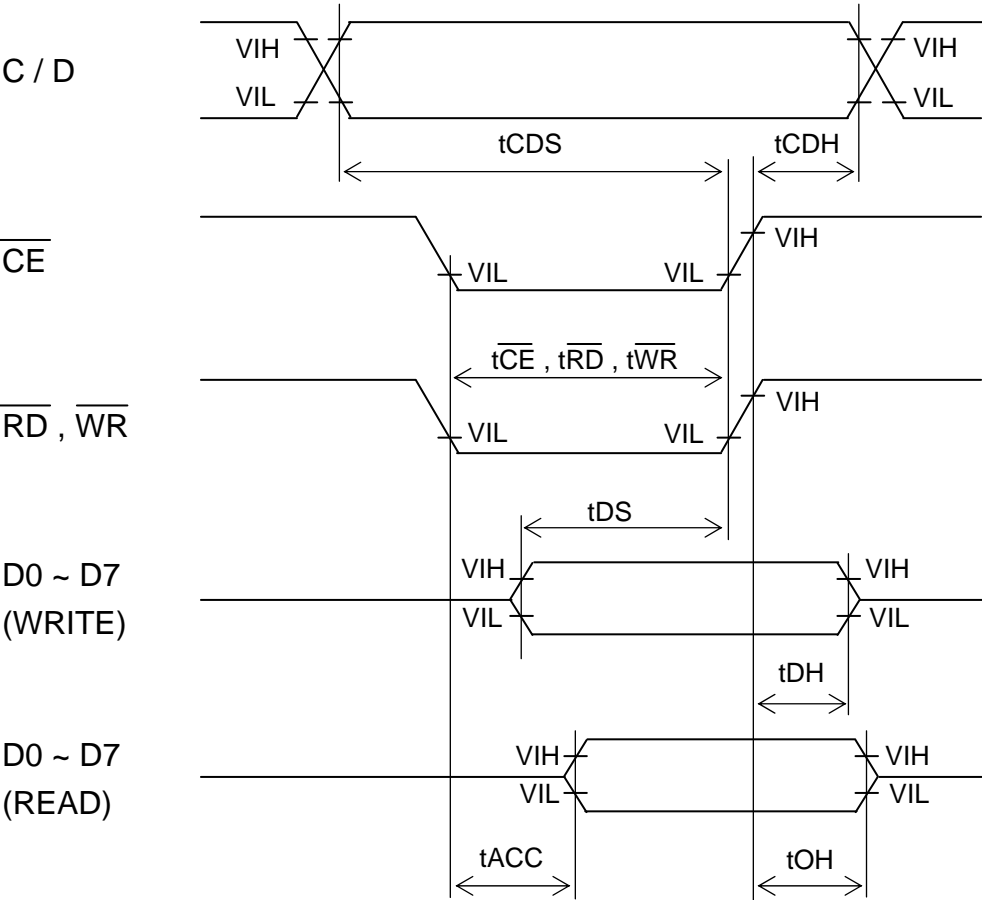 VIH VIH
C / D
VIL VIL
tCDS tCDH
CE VIH
VIL VIL
tCE , tRD , tWR
RD , WR VIH
VIL VIL
tDS
D0 ~ D7 VIH VIH
(WRITE) VIL VIL
tDH
D0 ~ D7 VIH VIH
(READ) VIL VIL
tACC tOH